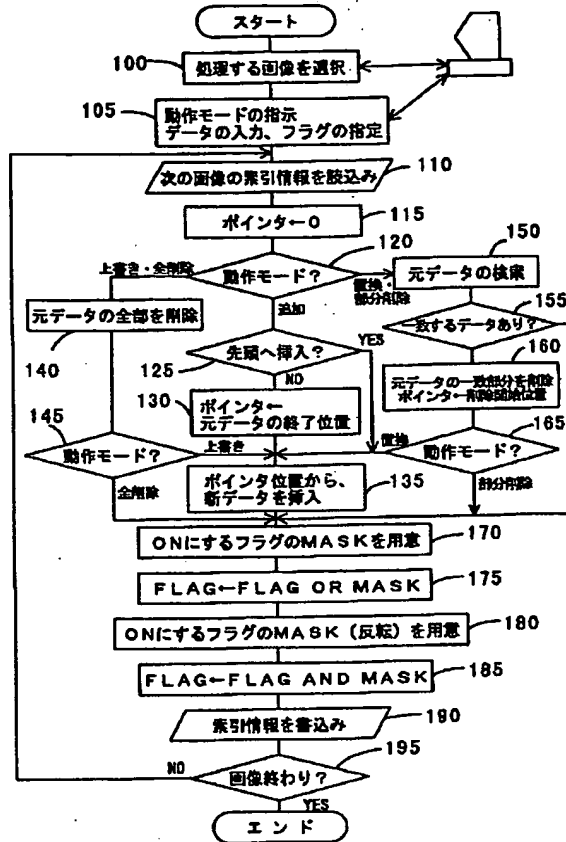 スタート
100
処理する画像を選択
105
動作モードの指示
データの入力、フラグの指定
次の画像の索引情報を読込み
110
ポインタ←0
115
120
動作モード?
上書き・全削除
追加
置換・
部分削除
150
元データの検索
155
一致するデータあり?
元データの全部を削除
140
125
先頭へ挿入?
YES
NO
160
元データの一致部分を削除
ポインタ←削除開始位置
130
ポインタ←
元データの終了位置
145
動作モード?
上書き
全削除
165
動作モード?
置換
部分削除
ポインタ位置から、
新データを挿入
135
ONにするフラグのMASKを用意
170
FLAG←FLAG OR MASK
175
ONにするフラグのMASK(反転)を用意
180
FLAG←FLAG AND MASK
185
索引情報を書込み
190
195
画像終わり?
NO
YES
エンド